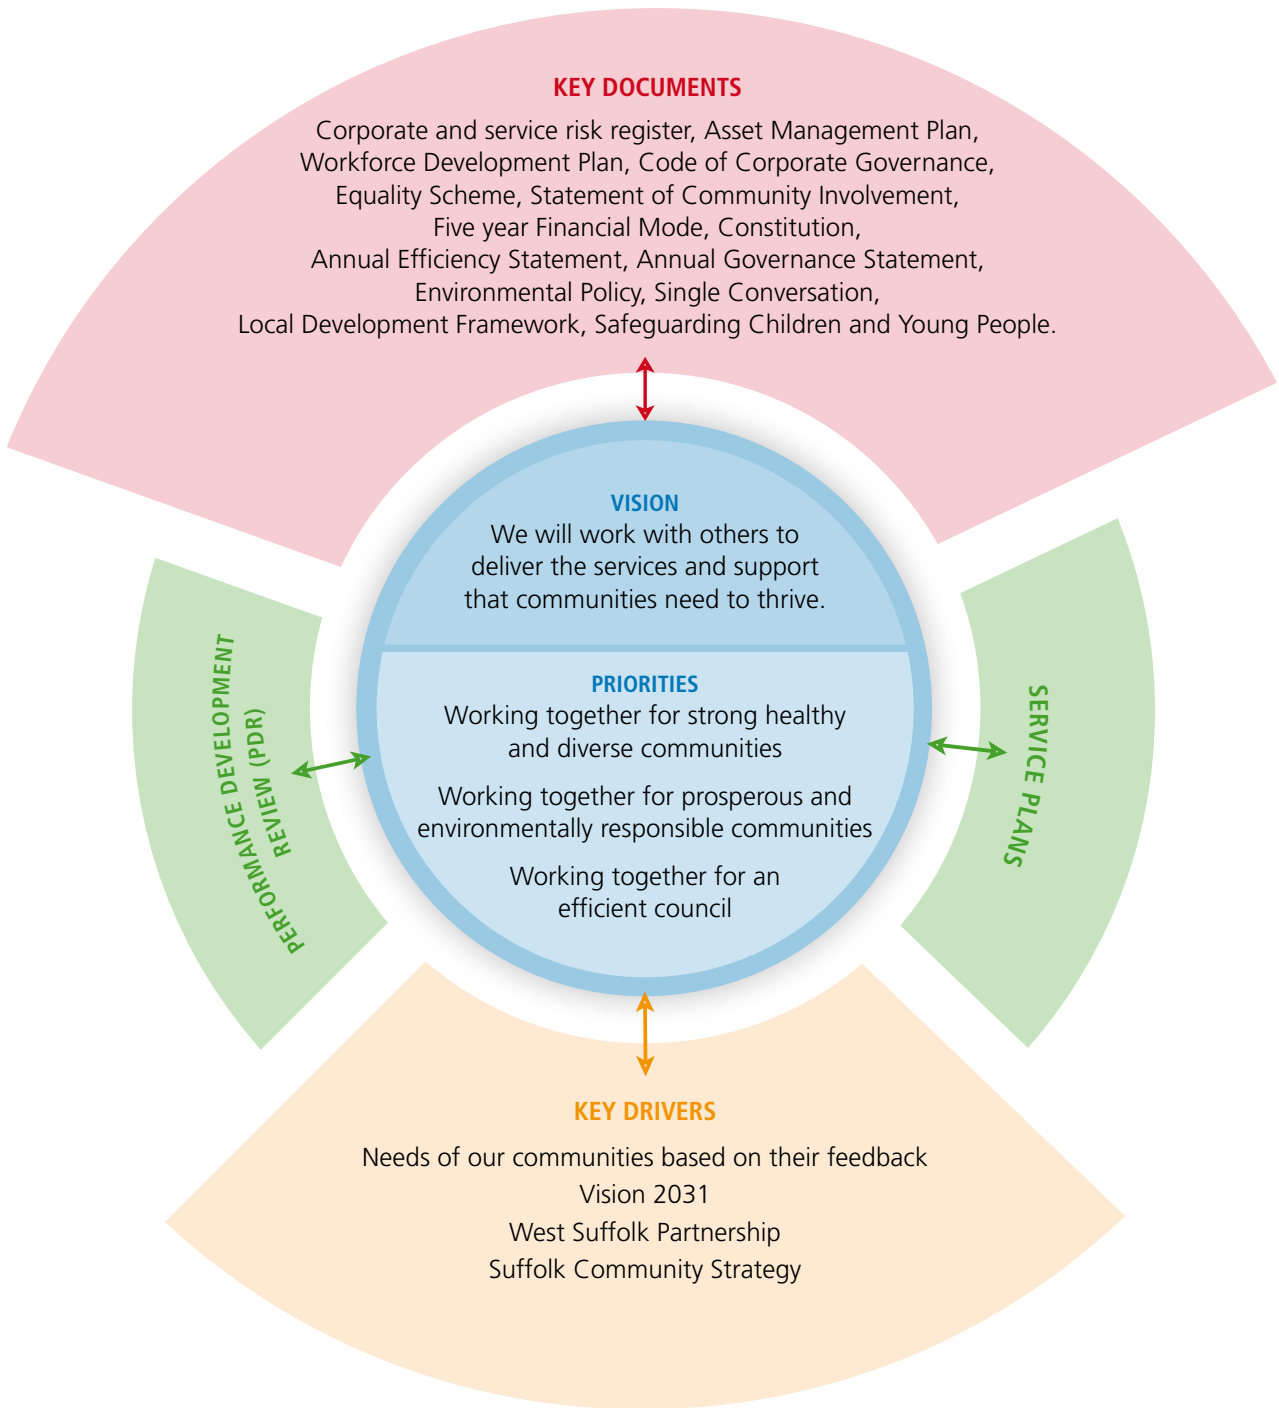 KEY DOCUMENTS
Corporate and service risk register, Asset Management Plan,
Workforce Development Plan, Code of Corporate Governance,
Equality Scheme, Statement of Community Involvement,
Five year Financial Mode, Constitution,
Annual Efficiency Statement, Annual Governance Statement,
Environmental Policy, Single Conversation,
Local Development Framework, Safeguarding Children and Young People.
VISION
We will work with others to
deliver the services and support
that communities need to thrive.
PRIORITIES
Working together for strong healthy
and diverse communities
Working together for prosperous and
environmentally responsible communities
Working together for an
efficient council
PERFORMANCE DEVELOPMENT
REVIEW (PDR)
SERVICE PLANS
KEY DRIVERS
Needs of our communities based on their feedback
Vision 2031
West Suffolk Partnership
Suffolk Community Strategy